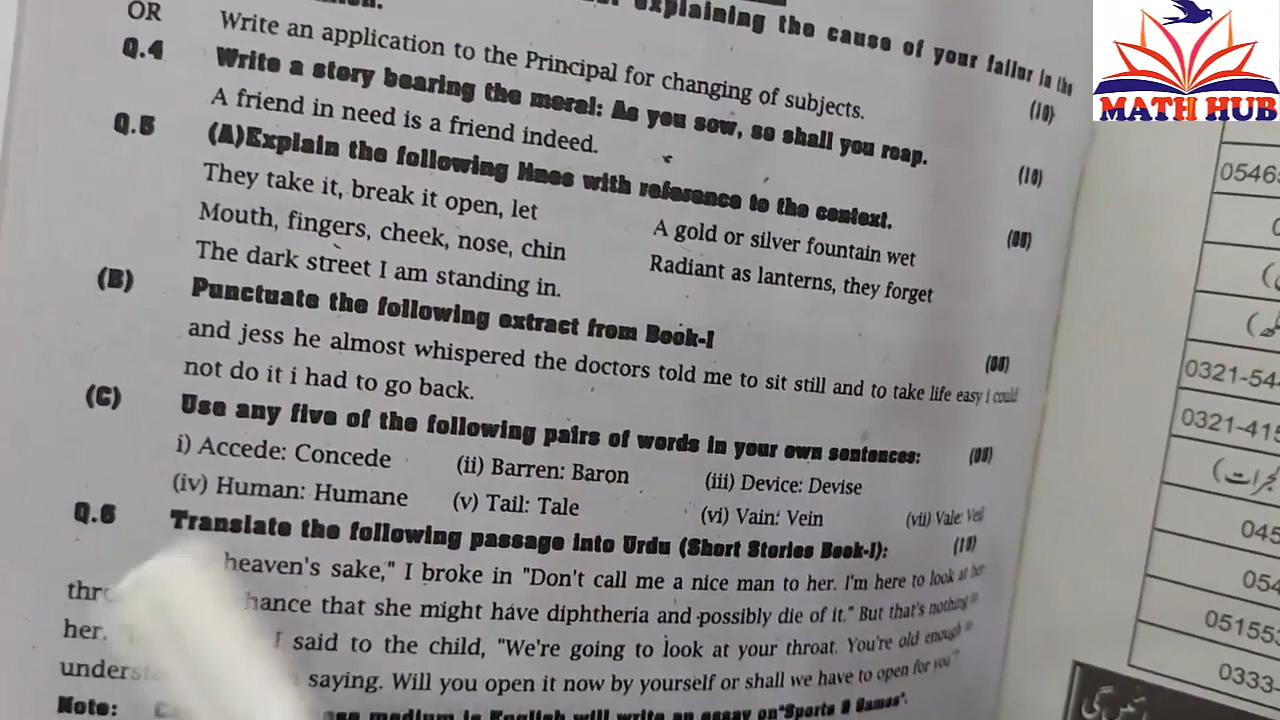 explaining the cause of your failur in the
OR Write an application to the Principal for changing of subjects.
Q.4 Write a story bearing the moral: As you sow, so shall you reap. (10)
A friend in need is a friend indeed.
Q.5 (A)Explain the following lines with reference to the context. (10)
They take it, break it open, let A gold or silver fountain wet (05)
Mouth, fingers, cheek, nose, chin Radiant as lanterns, they forget
The dark street I am standing in.
(B) Punctuate the following extract from Book-I (05)
and jess he almost whispered the doctors told me to sit still and to take life easy i could
not do it i had to go back.
(C) Use any five of the following pairs of words in your own sentences: (05)
i) Accede: Concede (ii) Barren: Baron (iii) Device: Devise
(iv) Human: Humane (v) Tail: Tale (vi) Vain: Vein (vii) Vale: Veil
Q.6 Translate the following passage into Urdu (Short Stories Book-I): (10)
heaven's sake," I broke in "Don't call me a nice man to her. I'm here to look at her
thr hance that she might have diphtheria and possibly die of it." But that's nothing to
her. I said to the child, "We're going to look at your throat. You're old enough to
underst saying. Will you open it now by yourself or shall we have to open for you"?
Note: medium is English will write an essay on "Sports & Games".
MATH HUB
0546
0321-54
0321-415
گجرات)
045
054
05155
0333-